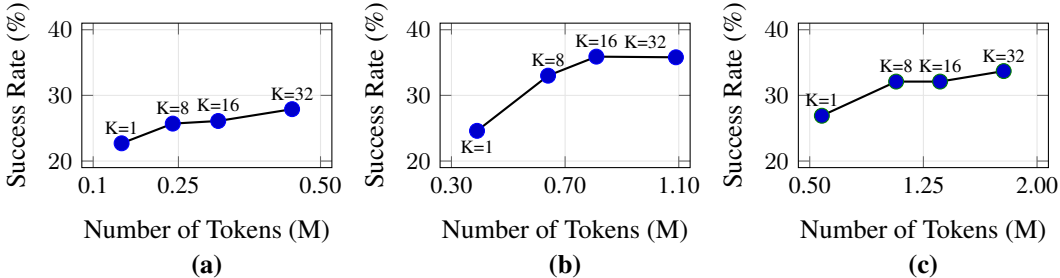 Success Rate (%)
40
30
20
K=1
K=8
K=16
K=32
0.1
0.25
0.50
Number of Tokens (M)
(a)
Success Rate (%)
40
30
20
K=1
K=8
K=16
K=32
0.30
0.70
1.10
Number of Tokens (M)
(b)
Success Rate (%)
40
30
20
K=1
K=8
K=16
K=32
0.50
1.25
2.00
Number of Tokens (M)
(c)